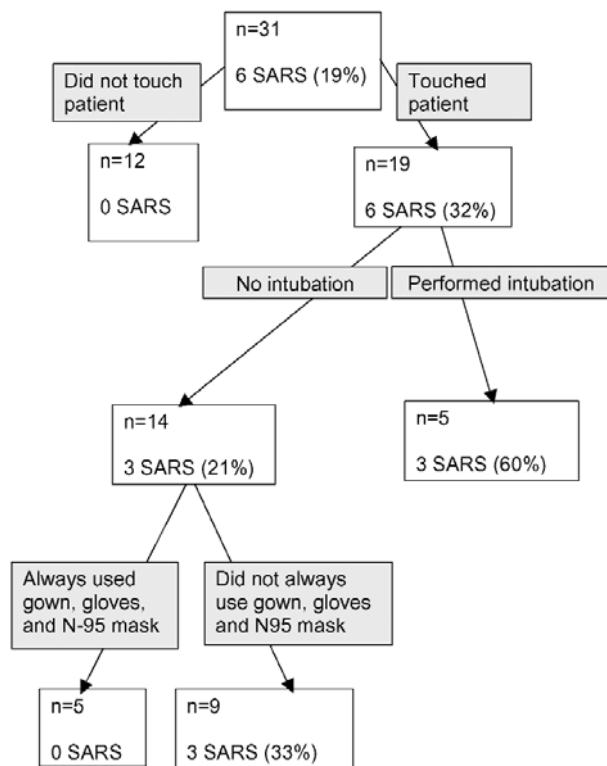 n=31
6 SARS (19%)
Did not touch
patient
Touched
patient
n=12
0 SARS
n=19
6 SARS (32%)
No intubation
Performed intubation
n=14
3 SARS (21%)
n=5
3 SARS (60%)
Always used
gown, gloves,
and N-95 mask
Did not always
use gown, gloves
and N95 mask
n=5
0 SARS
n=9
3 SARS (33%)